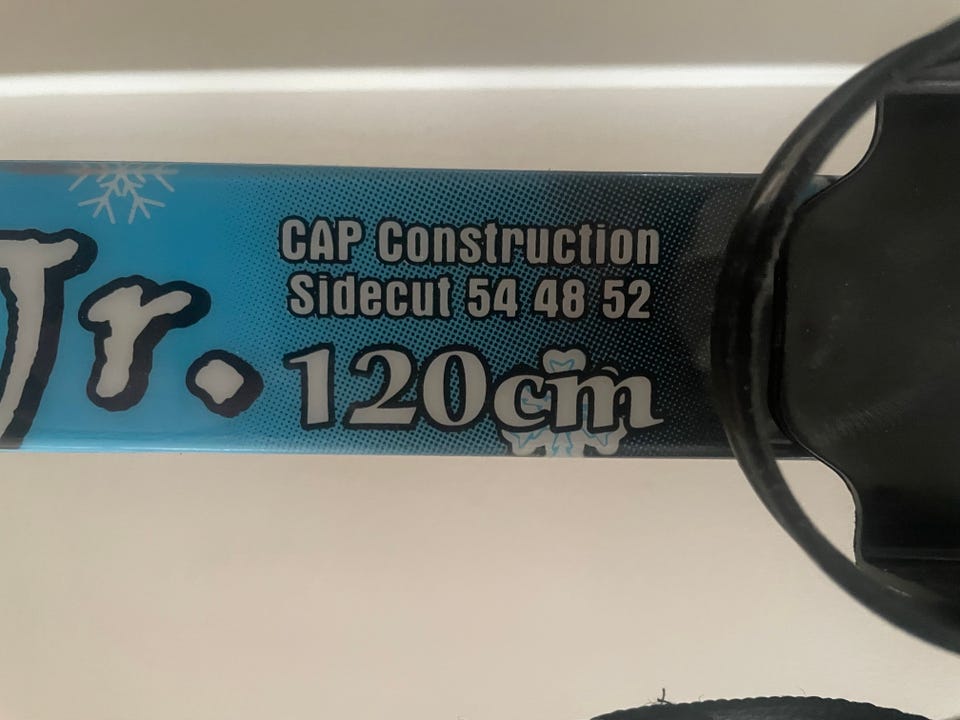 Jr.
CAP Construction
Sidecut 54 48 52
120cm